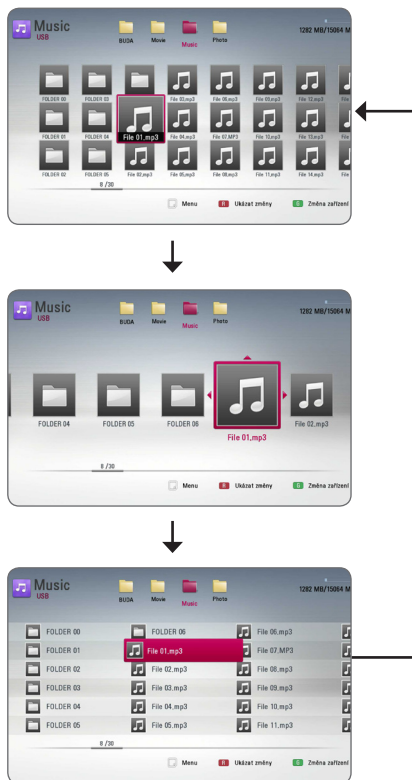 Music
USB
BUDA Movie Music Photo
1282 MB/15064 M
FOLDER 00 FOLDER 03 File 03.mp3 File 06.mp3 File 09.mp3 File 12.mp3 File
FOLDER 01 FOLDER 04 File 01.mp3 File 04.mp3 File 07.MP3 File 10.mp3 File 13.mp3 File
FOLDER 02 FOLDER 05 File 02.mp3 File 05.mp3 File 08.mp3 File 11.mp3 File 14.mp3 File
8 /30
Menu R Ukázat změny G Změna zařízení
Music
USB
BUDA Movie Music Photo
1282 MB/15064 M
FOLDER 04 FOLDER 05 FOLDER 06 File 01.mp3 File 02.mp3
8 /30
Menu R Ukázat změny G Změna zařízení
Music
USB
BUDA Movie Music Photo
1282 MB/15064 M
FOLDER 00 FOLDER 06 File 06.mp3
FOLDER 01 File 01.mp3 File 07.MP3
FOLDER 02 File 02.mp3 File 08.mp3
FOLDER 03 File 03.mp3 File 09.mp3
FOLDER 04 File 04.mp3 File 10.mp3
FOLDER 05 File 05.mp3 File 11.mp3
8 /30
Menu R Ukázat změny G Změna zařízení